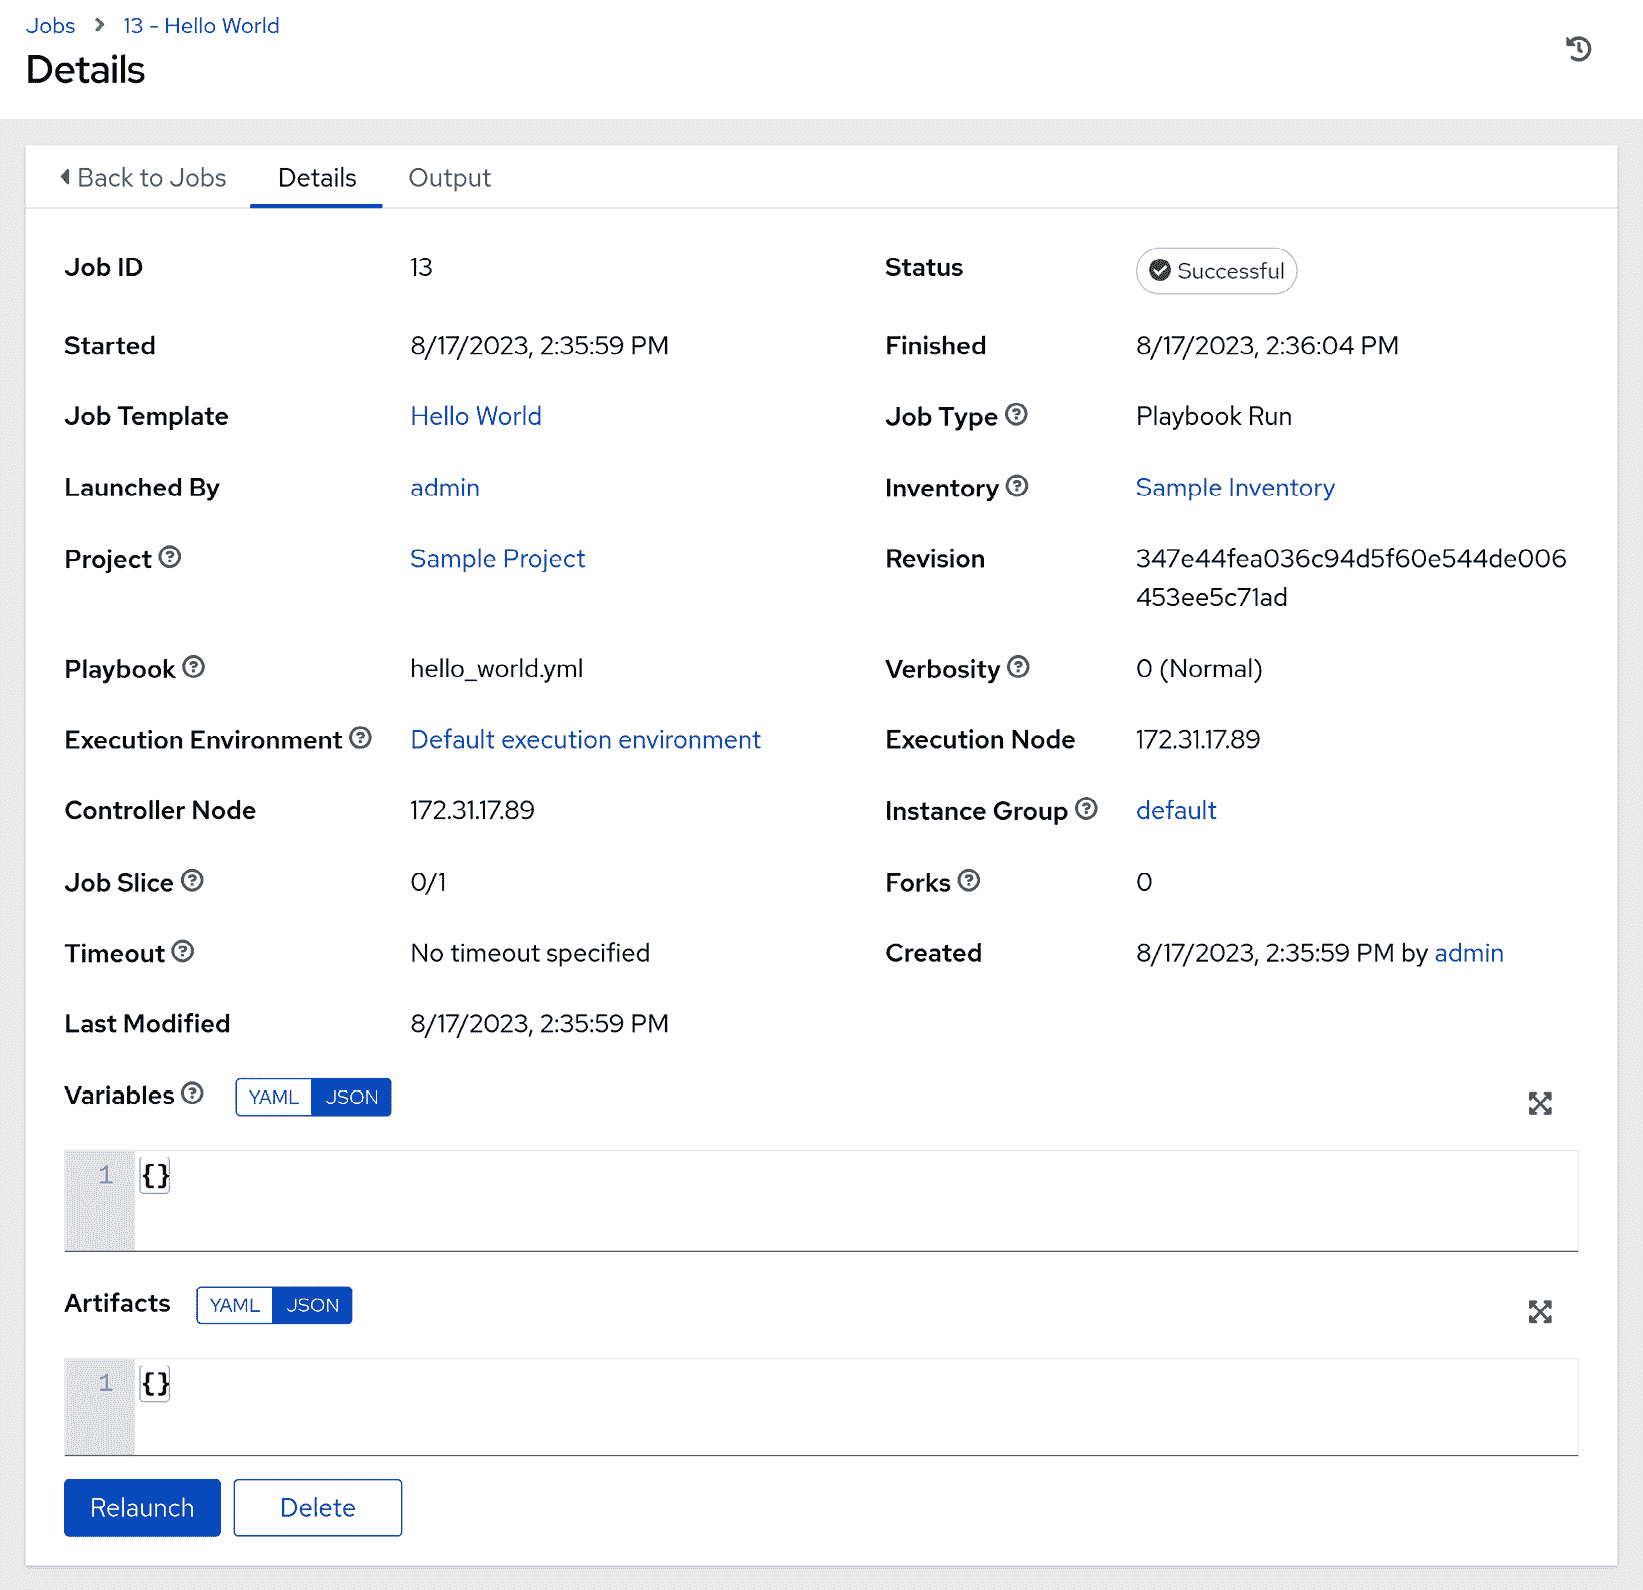 Jobs > 13 - Hello World
Details
Back to Jobs Details Output
Job ID 13 Status Successful
Started 8/17/2023, 2:35:59 PM Finished 8/17/2023, 2:36:04 PM
Job Template Hello World Job Type Playbook Run
Launched By admin Inventory Sample Inventory
Project Sample Project Revision 347e44fea036c94d5f60e544de006
453ee5c71ad
Playbook hello_world.yml Verbosity 0 (Normal)
Execution Environment Default execution environment Execution Node 172.31.17.89
Controller Node 172.31.17.89 Instance Group default
Job Slice 0/1 Forks 0
Timeout No timeout specified Created 8/17/2023, 2:35:59 PM by admin
Last Modified 8/17/2023, 2:35:59 PM
Variables YAML JSON
1 {}
Artifacts YAML JSON
1 {}
Relaunch Delete